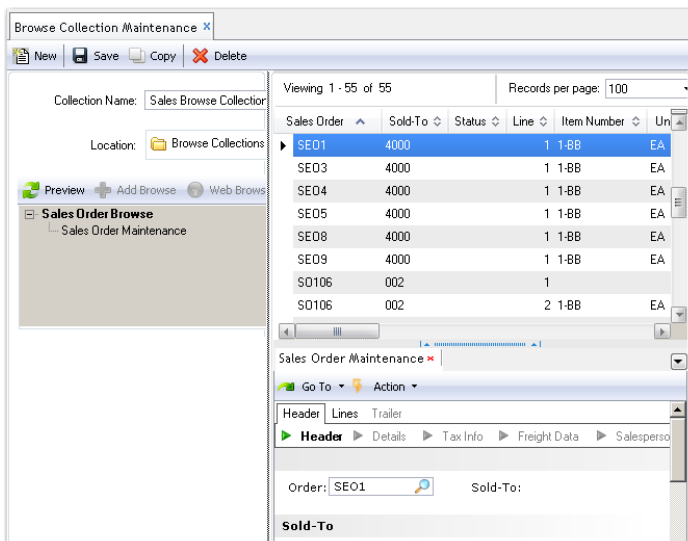 Browse Collection Maintenance
New Save Copy Delete
Collection Name: Sales Browse Collection
Location: Browse Collections
Preview Add Browse Web Brows
Sales Order Browse
Sales Order Maintenance
Viewing 1 - 55 of 55 Records per page: 100
Sales Order Sold-To Status Line Item Number Un
SEO1 4000 1 1-BB EA
SEO3 4000 1 1-BB EA
SEO4 4000 1 1-BB EA
SEO5 4000 1 1-BB EA
SEO8 4000 1 1-BB EA
SEO9 4000 1 1-BB EA
SO106 002 1
SO106 002 2 1-BB EA
Sales Order Maintenance
Go To Action
Header Lines Trailer
Header Details Tax Info Freight Data Salesperso
Order: SEO1 Sold-To:
Sold-To